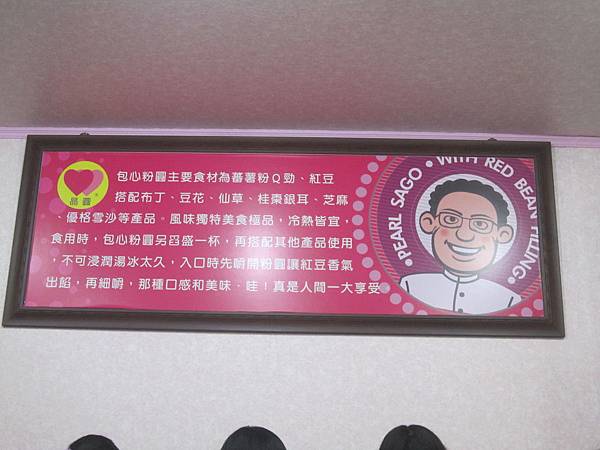 晶圓
包心粉圓主要食材為蕃薯粉Q勁、紅豆
搭配布丁、豆花、仙草、桂棗銀耳、芝麻
、優格雪沙等產品。風味獨特美食極品，冷熱皆宜，
食用時，包心粉圓另舀盛一杯，再搭配其他產品使用
，不可浸潤湯冰太久，入口時先嚼開粉圓讓紅豆香氣
出餡，再細嚼，那種口感和美味．哇！真是人間一大享受。
•PEARL SAGO • WITH RED BEAN FILLING•